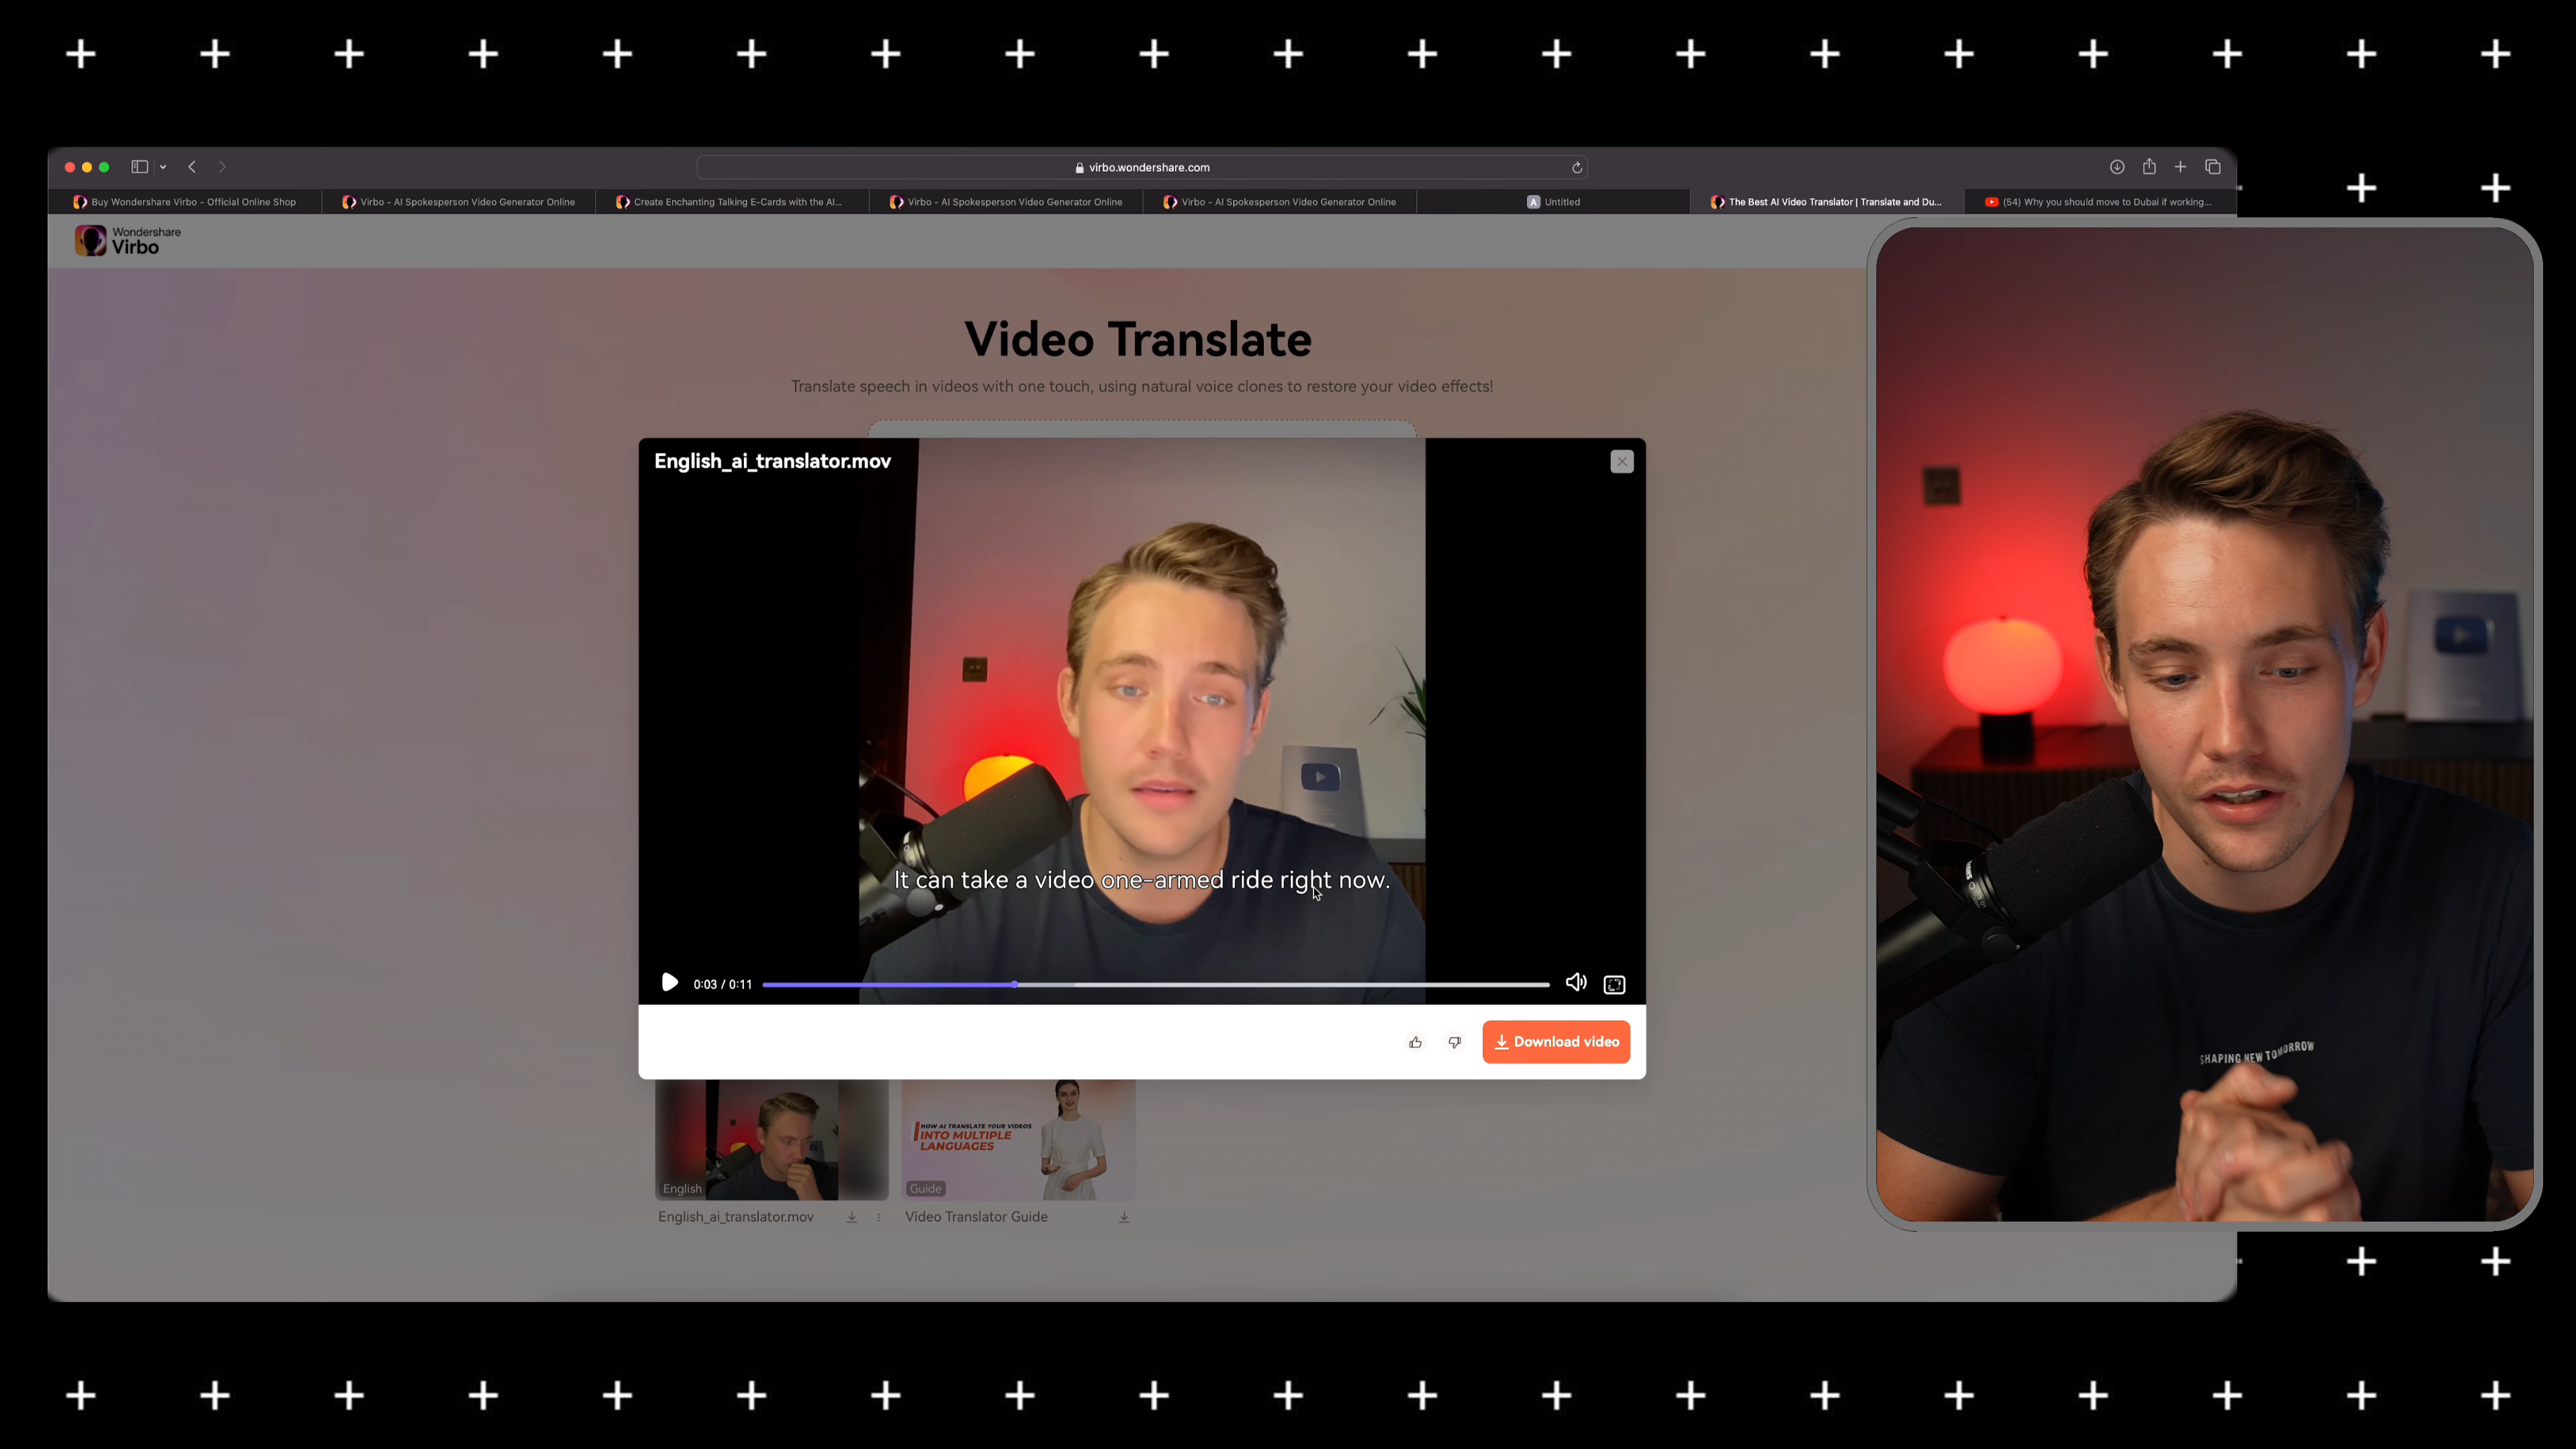 virbo.wondershare.com
Buy Wondershare Virbo - Official Online Shop
Virbo - AI Spokesperson Video Generator Online
Create Enchanting Talking E-Cards with the AI...
Virbo - AI Spokesperson Video Generator Online
Virbo - AI Spokesperson Video Generator Online
A Untitled
The Best AI Video Translator | Translate and Du...
(54) Why you should move to Dubai if working...
Wondershare
Virbo
Video Translate
Translate speech in videos with one touch, using natural voice clones to restore your video effects!
English_ai_translator.mov
It can take a video one-armed ride right now.
0:03 / 0:11
Download video
HOW AI TRANSLATE YOUR VIDEOS
INTO MULTIPLE
LANGUAGES
English
Guide
English_ai_translator.mov
Video Translator Guide
SHAPING NEW TOMORROW